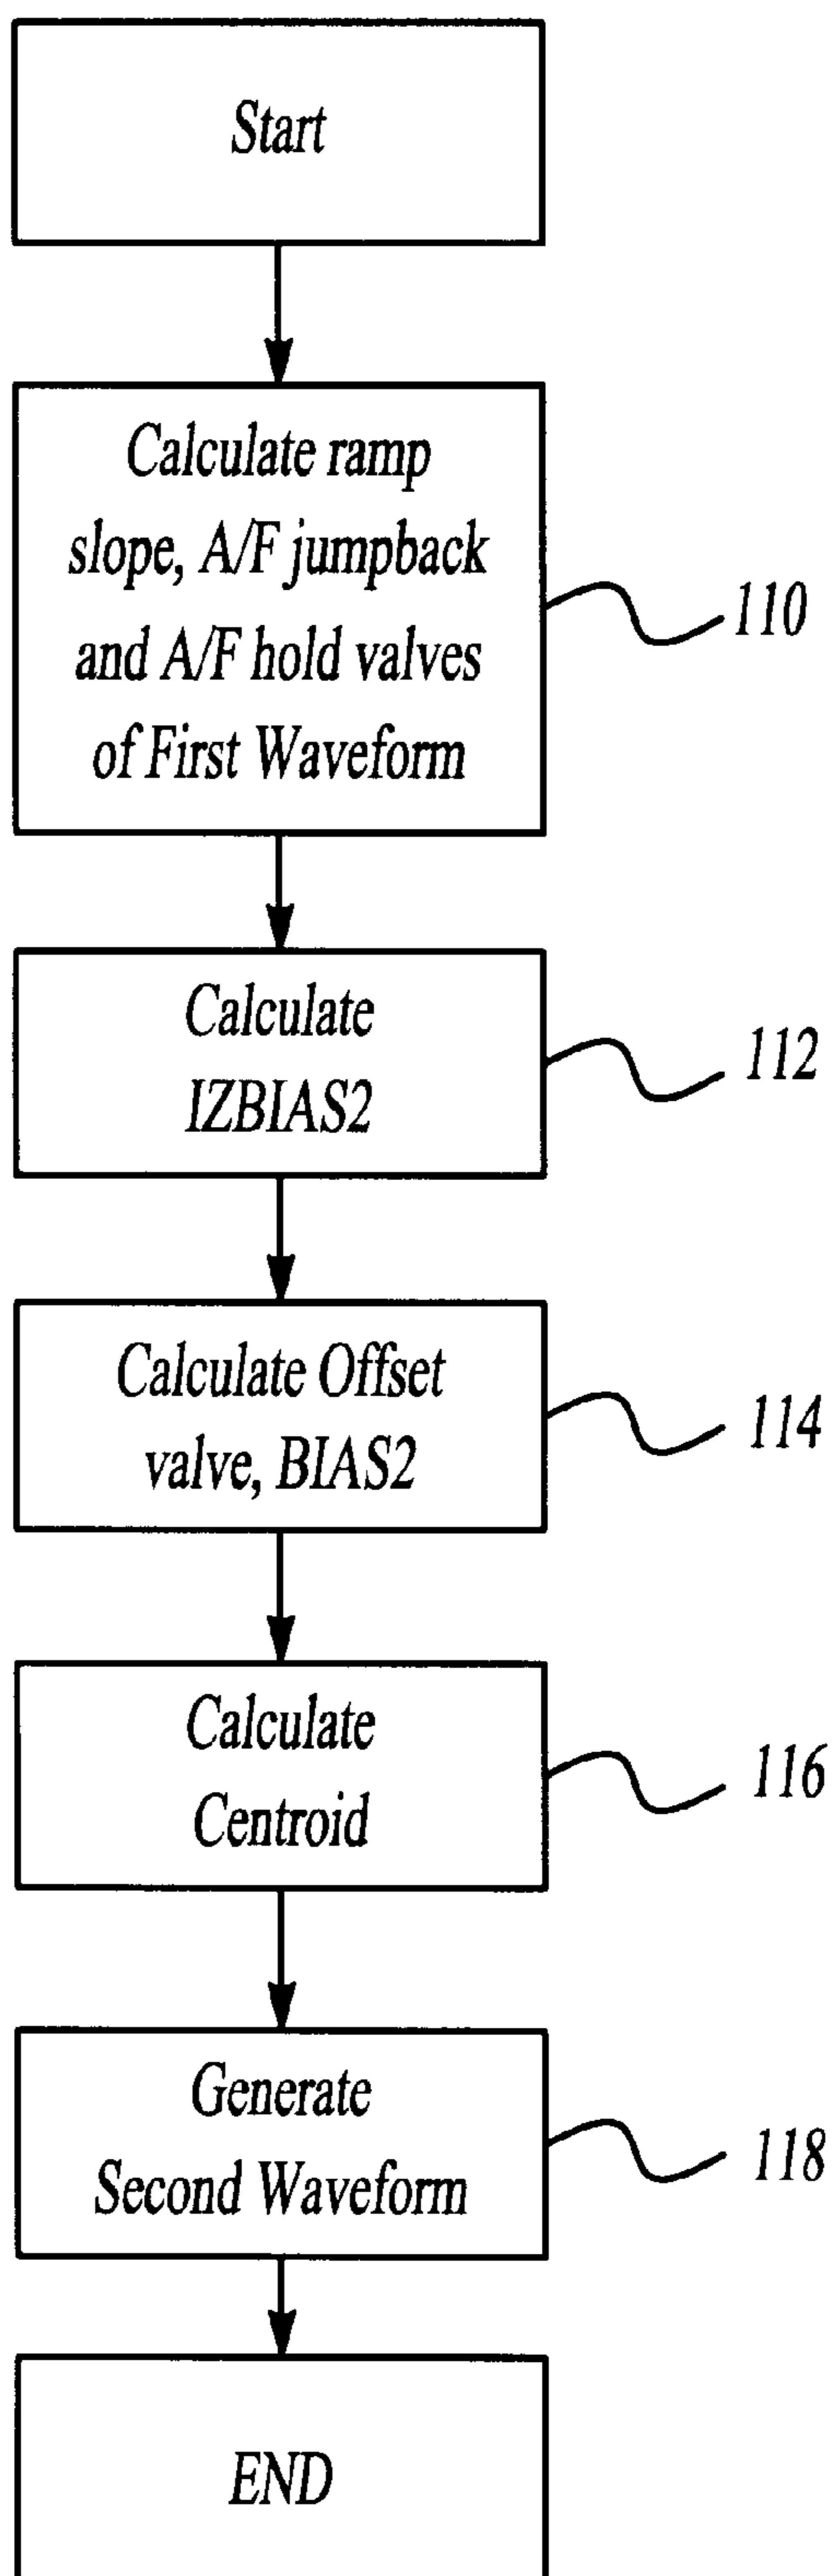 Start
Calculate ramp
slope, A/F jumpback
and A/F hold valves
of First Waveform
110
Calculate
IZBIAS2
112
Calculate Offset
valve, BIAS2
114
Calculate
Centroid
116
Generate
Second Waveform
118
END